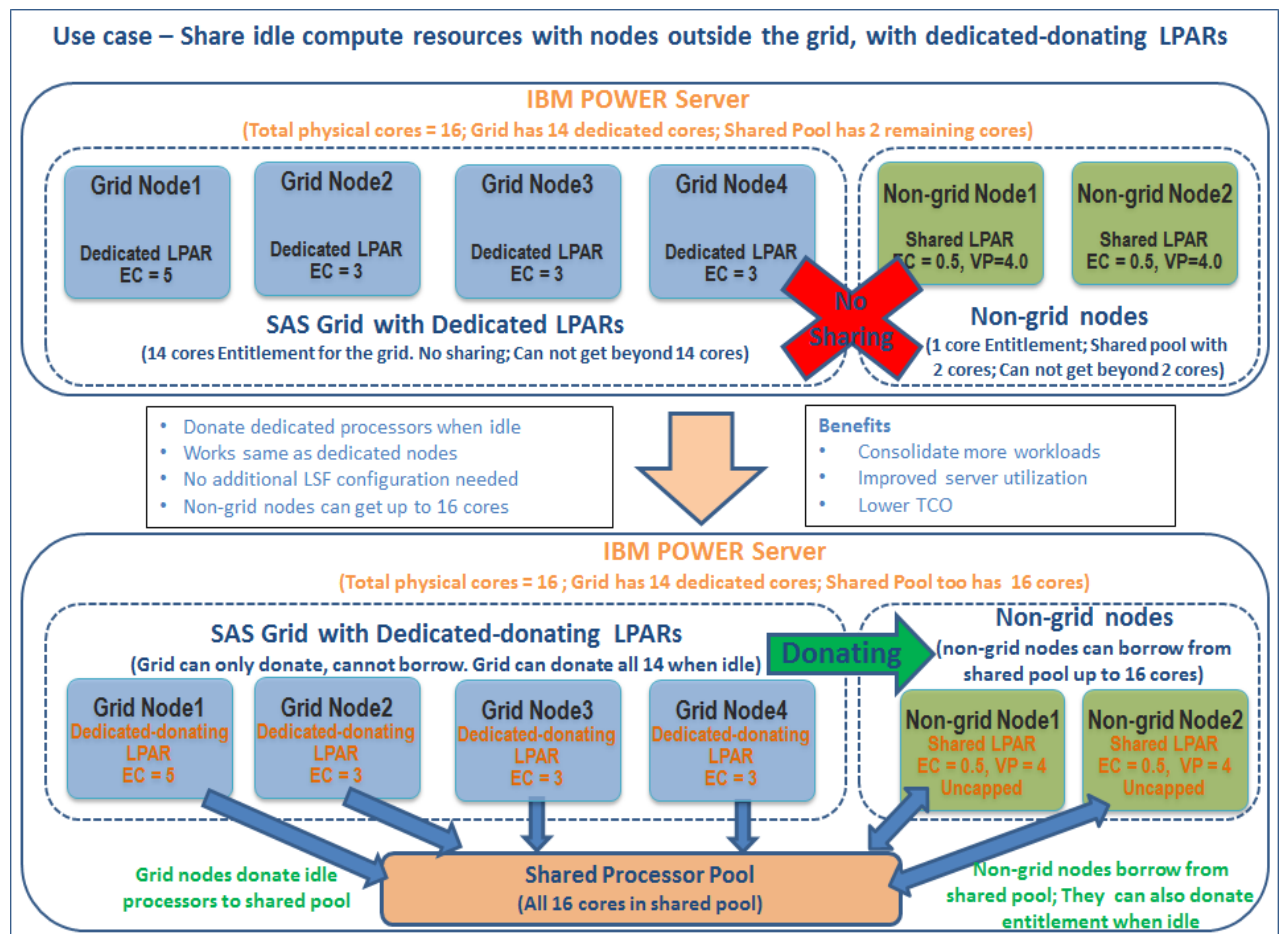 Use case – Share idle compute resources with nodes outside the grid, with dedicated-donating LPARs
IBM POWER Server
(Total physical cores = 16; Grid has 14 dedicated cores; Shared Pool has 2 remaining cores)
Grid Node1
Dedicated LPAR
EC = 5
Grid Node2
Dedicated LPAR
EC = 3
Grid Node3
Dedicated LPAR
EC = 3
Grid Node4
Dedicated LPAR
EC = 3
Non-grid Node1
Shared LPAR
EC = 0.5, VP=4.0
Non-grid Node2
Shared LPAR
EC = 0.5, VP=4.0
SAS Grid with Dedicated LPARs
(14 cores Entitlement for the grid. No sharing; Can not get beyond 14 cores)
No
Sharing
Non-grid nodes
(1 core Entitlement; Shared pool with
2 cores; Can not get beyond 2 cores)
• Donate dedicated processors when idle
• Works same as dedicated nodes
• No additional LSF configuration needed
• Non-grid nodes can get up to 16 cores
Benefits
• Consolidate more workloads
• Improved server utilization
• Lower TCO
IBM POWER Server
(Total physical cores = 16 ; Grid has 14 dedicated cores; Shared Pool too has 16 cores)
SAS Grid with Dedicated-donating LPARs
(Grid can only donate, cannot borrow. Grid can donate all 14 when idle)
Donating
Non-grid nodes
(non-grid nodes can borrow from
shared pool up to 16 cores)
Grid Node1
Dedicated-donating
LPAR
EC = 5
Grid Node2
Dedicated-donating
LPAR
EC = 3
Grid Node3
Dedicated-donating
LPAR
EC = 3
Grid Node4
Dedicated-donating
LPAR
EC = 3
Non-grid Node1
Shared LPAR
EC = 0.5, VP = 4
Uncapped
Non-grid Node2
Shared LPAR
EC = 0.5, VP = 4
Uncapped
Grid nodes donate idle
processors to shared pool
Shared Processor Pool
(All 16 cores in shared pool)
Non-grid nodes borrow from
shared pool; They can also donate
entitlement when idle